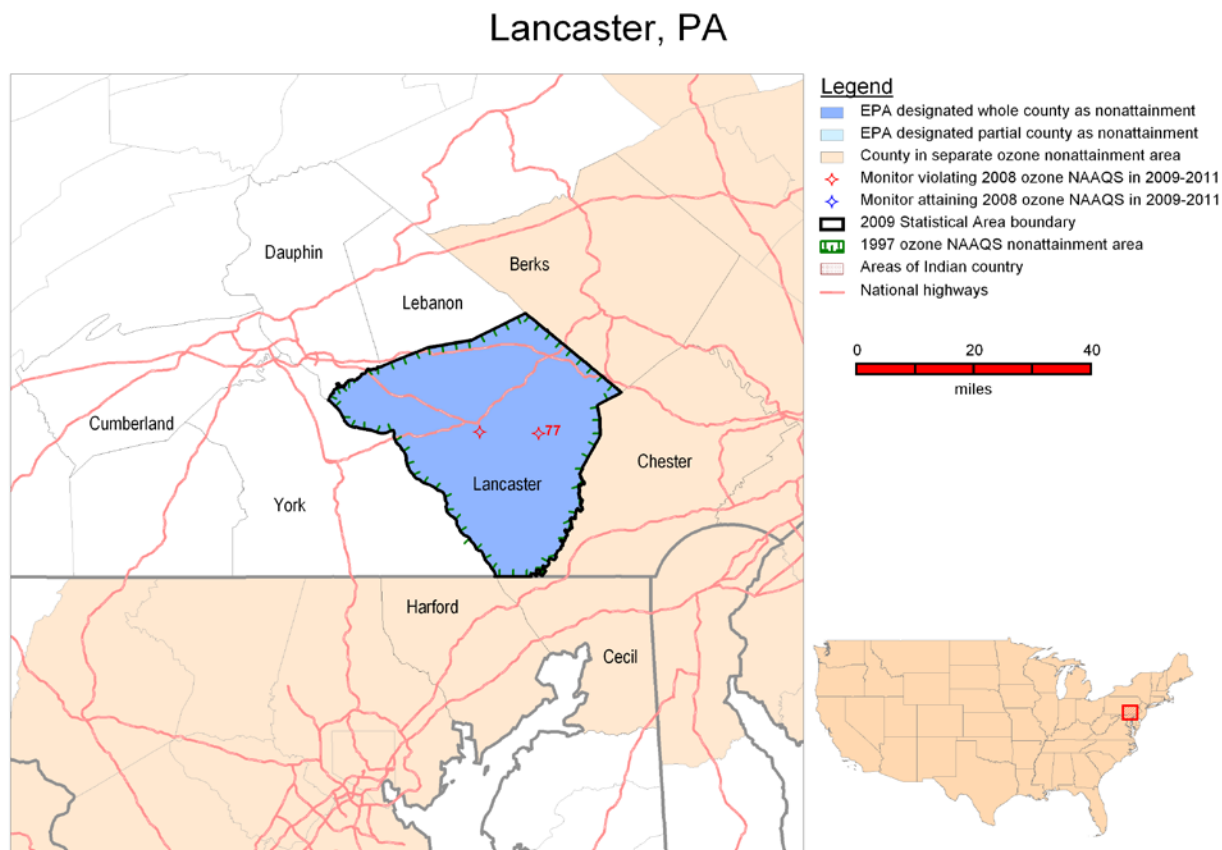 Lancaster, PA
Legend
EPA designated whole county as nonattainment
EPA designated partial county as nonattainment
County in separate ozone nonattainment area
Monitor violating 2008 ozone NAAQS in 2009-2011
Monitor attaining 2008 ozone NAAQS in 2009-2011
2009 Statistical Area boundary
1997 ozone NAAQS nonattainment area
Areas of Indian country
National highways
0 20 40
miles
Dauphin
Berks
Lebanon
Cumberland
77
Chester
Lancaster
York
Harford
Cecil